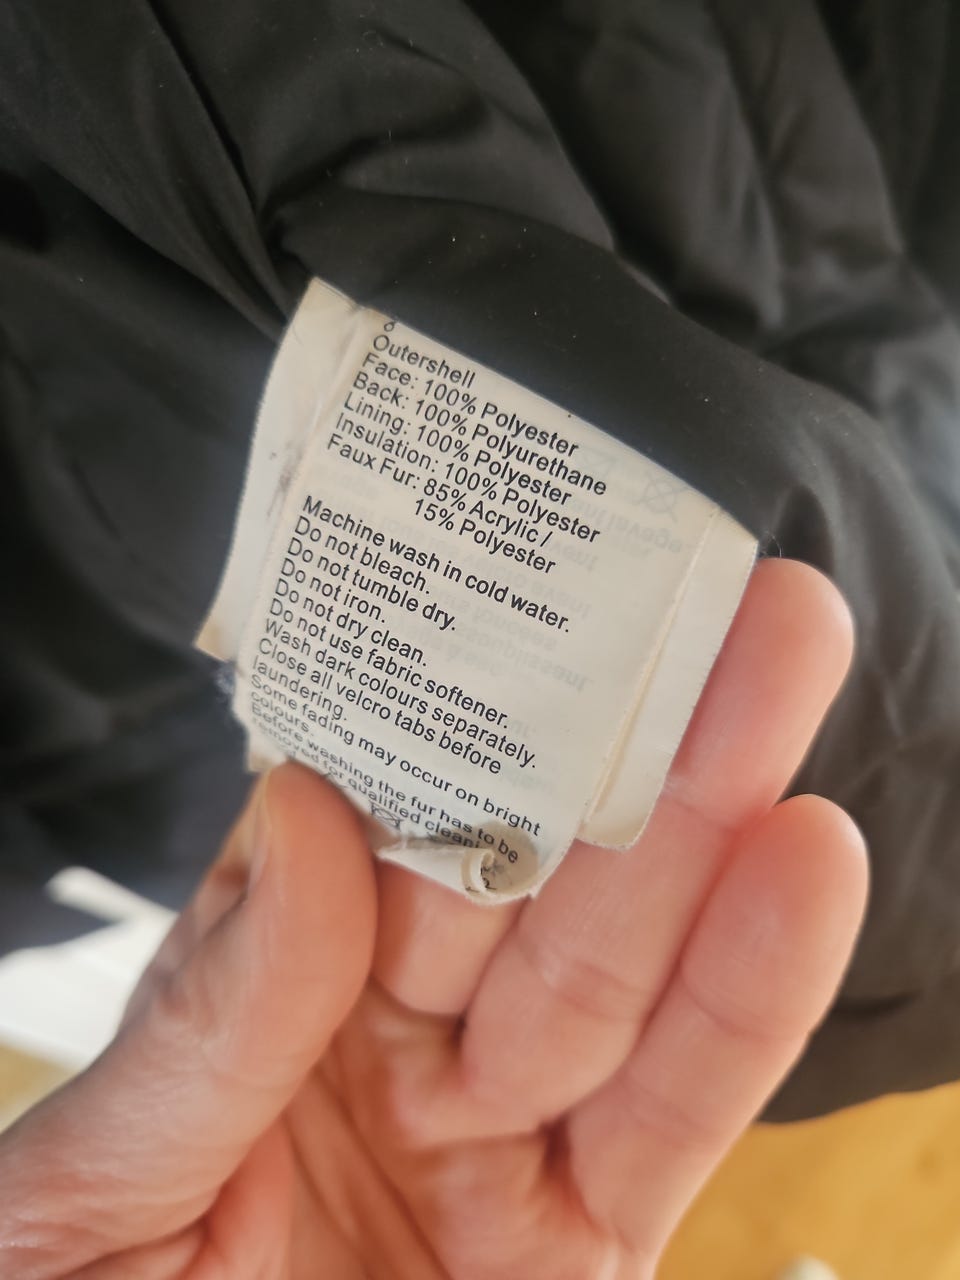 Outershell
Face: 100% Polyester
Back: 100% Polyurethane
Lining: 100% Polyester
Insulation: 100% Polyester
Faux Fur: 85% Acrylic /
15% Polyester
Machine wash in cold water.
Do not bleach.
Do not tumble dry.
Do not iron.
Do not dry clean.
Do not use fabric softener.
Wash dark colours separately.
Close all velcro tabs before
laundering.
Some fading may occur on bright
colours.
Before washing the fur has to be
removed for qualified